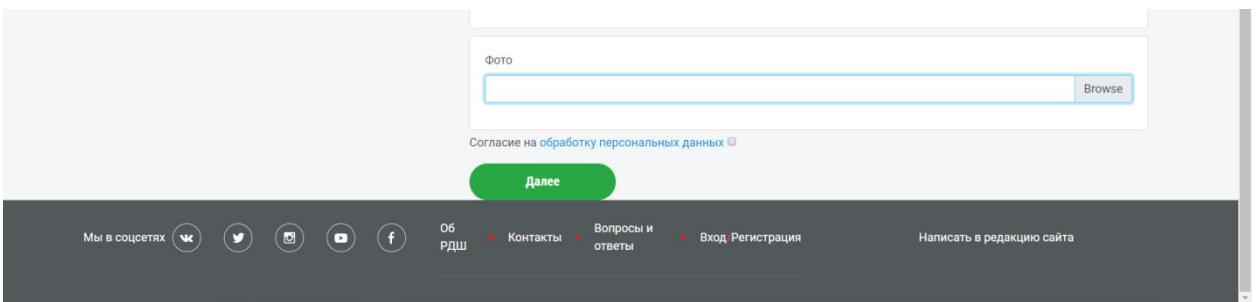 Фото
Browse
Согласие на обработку персональных данных
Далее
Мы в соцсетях
Об
РДШ
Контакты
Вопросы и
ответы
Вход/Регистрация
Написать в редакцию сайта